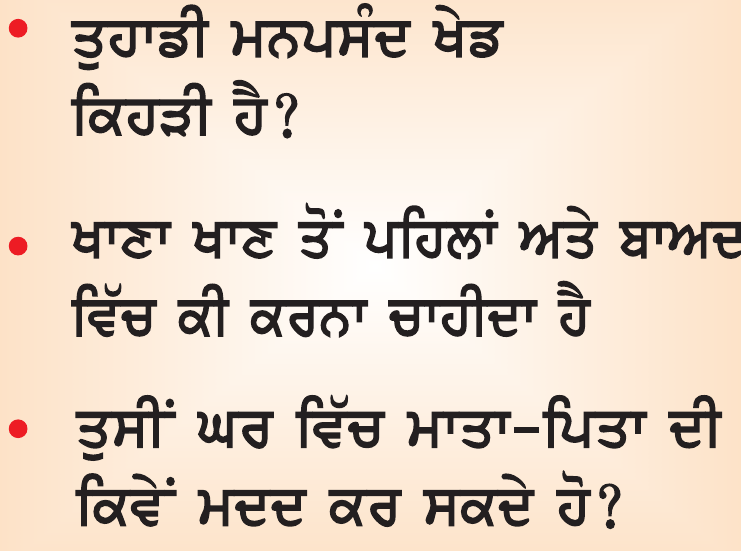 • ਤੁਹਾਡੀ ਮਨਪਸੰਦ ਖੇਡ
ਕਿਹੜੀ ਹੈ?
• ਖਾਣਾ ਖਾਣ ਤੋਂ ਪਹਿਲਾਂ ਅਤੇ ਬਾਅਦ
ਵਿੱਚ ਕੀ ਕਰਨਾ ਚਾਹੀਦਾ ਹੈ
• ਤੁਸੀਂ ਘਰ ਵਿੱਚ ਮਾਤਾ-ਪਿਤਾ ਦੀ
ਕਿਵੇਂ ਮਦਦ ਕਰ ਸਕਦੇ ਹੋ?